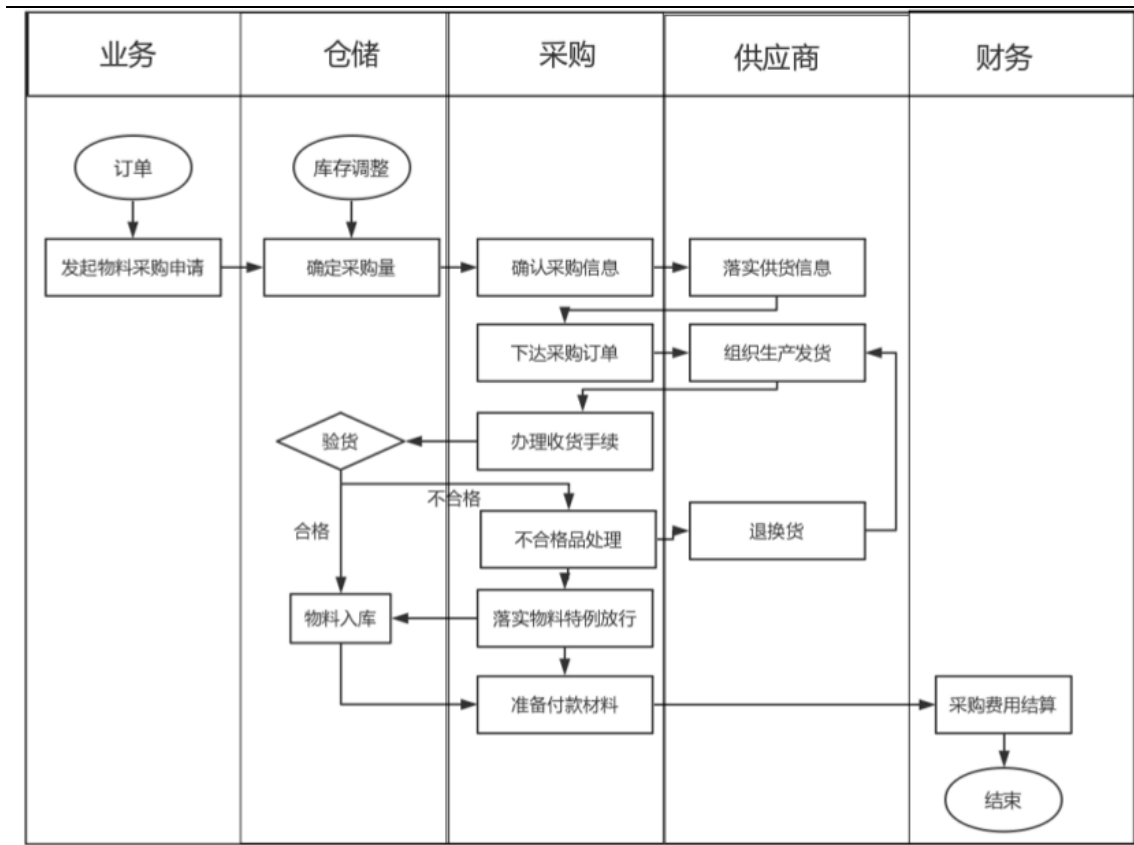 业务
仓储
采购
供应商
财务
订单
库存调整
发起物料采购申请
确定采购量
确认采购信息
落实供货信息
下达采购订单
组织生产发货
验货
办理收货手续
不合格
合格
不合格品处理
退换货
物料入库
落实物料特例放行
准备付款材料
采购费用结算
结束